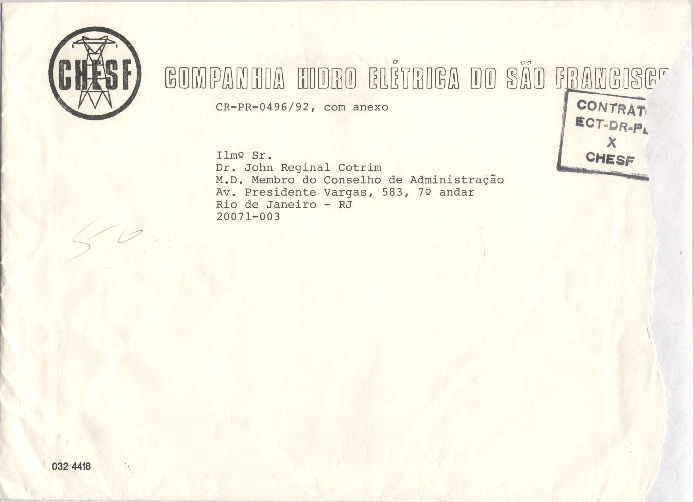 CHESF
COMPANHIA HIDRO ELÉTRICA DO SÃO FRANCISCO
CR-PR-0496/92, com anexo
CONTRAT
ECT-DR-PE
X
CHESF
Ilmº Sr.
Dr. John Reginal Cotrim
M.D. Membro do Conselho de Administração
Av. Presidente Vargas, 583, 7º andar
Rio de Janeiro - RJ
20071-003
032 4418